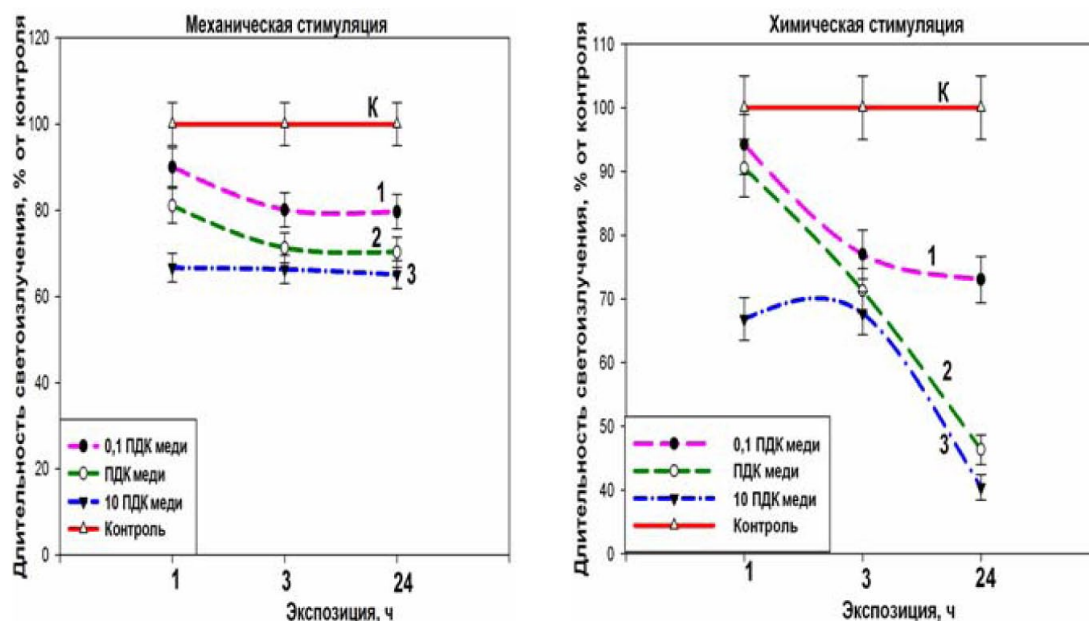 Механическая стимуляция
Длительность светоизлучения, % от контроля
120
100
80
60
40
20
0
К
1
2
3
0,1 ПДК меди
ПДК меди
10 ПДК меди
Контроль
1
3
24
Экспозиция, ч
Химическая стимуляция
Длительность светоизлучения, % от контроля
110
100
90
80
70
60
50
40
0
К
1
2
3
0,1 ПДК меди
ПДК меди
10 ПДК меди
Контроль
1
3
24
Экспозиция, ч